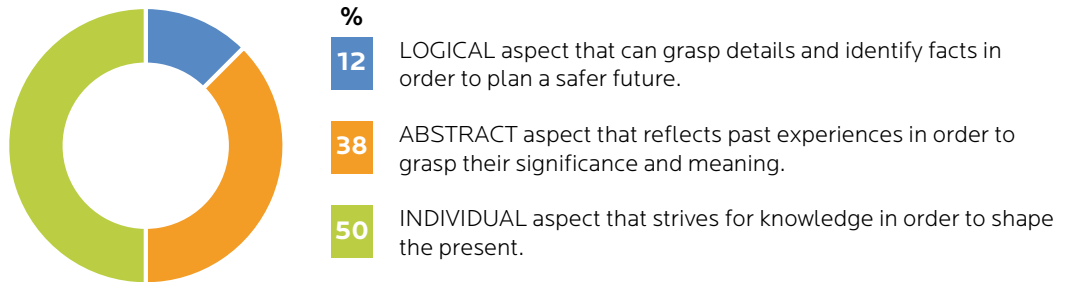 %
12
LOGICAL aspect that can grasp details and identify facts in
order to plan a safer future.
38
ABSTRACT aspect that reflects past experiences in order to
grasp their significance and meaning.
50
INDIVIDUAL aspect that strives for knowledge in order to shape
the present.